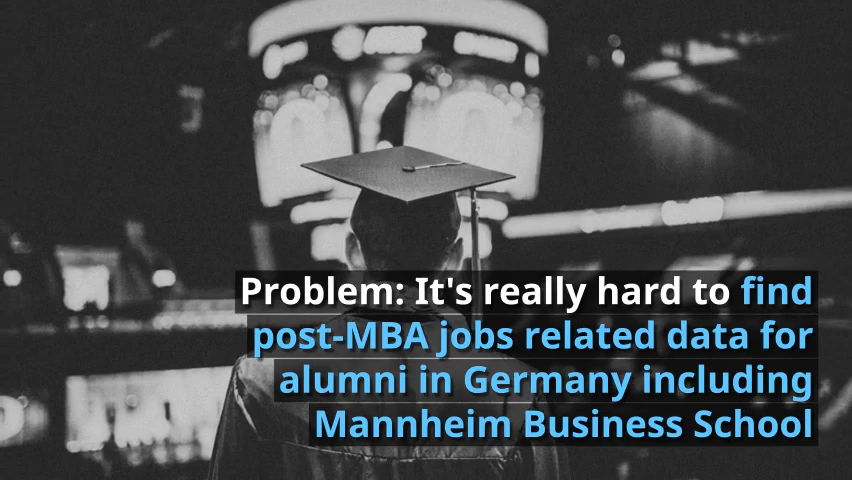 Problem: It's really hard to find
post-MBA jobs related data for
alumni in Germany including
Mannheim Business School